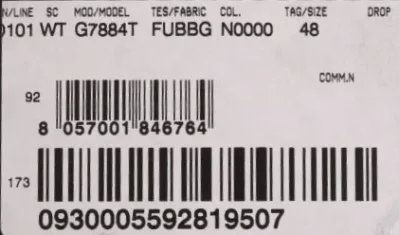 N/LINE SC MOD/MODEL TES/FABRIC COL. TAG/SIZE DROP
0101 WT G7884T FUBBG N0000 48
COMM.N
92
8 057001 846764
173
0930005592819507